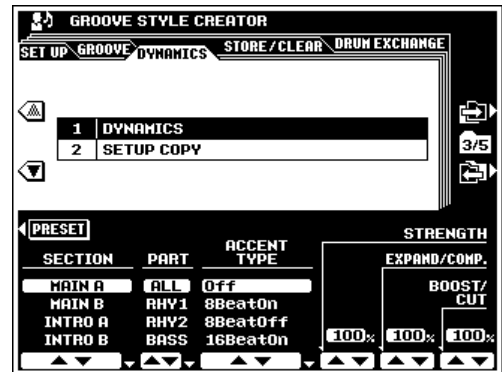 GROOVE STYLE CREATOR
SET UP GROOVE DYNAMICS STORE/CLEAR DRUM EXCHANGE
1 DYNAMICS
2 SETUP COPY
3/5
PRESET
STRENGTH
SECTION PART ACCENT TYPE EXPAND/COMP.
BOOST/CUT
MAIN A ALL Off
MAIN B RHY1 8BeatOn
INTRO A RHY2 8BeatOff
INTRO B BASS 16BeatOn
100% 100% 100%